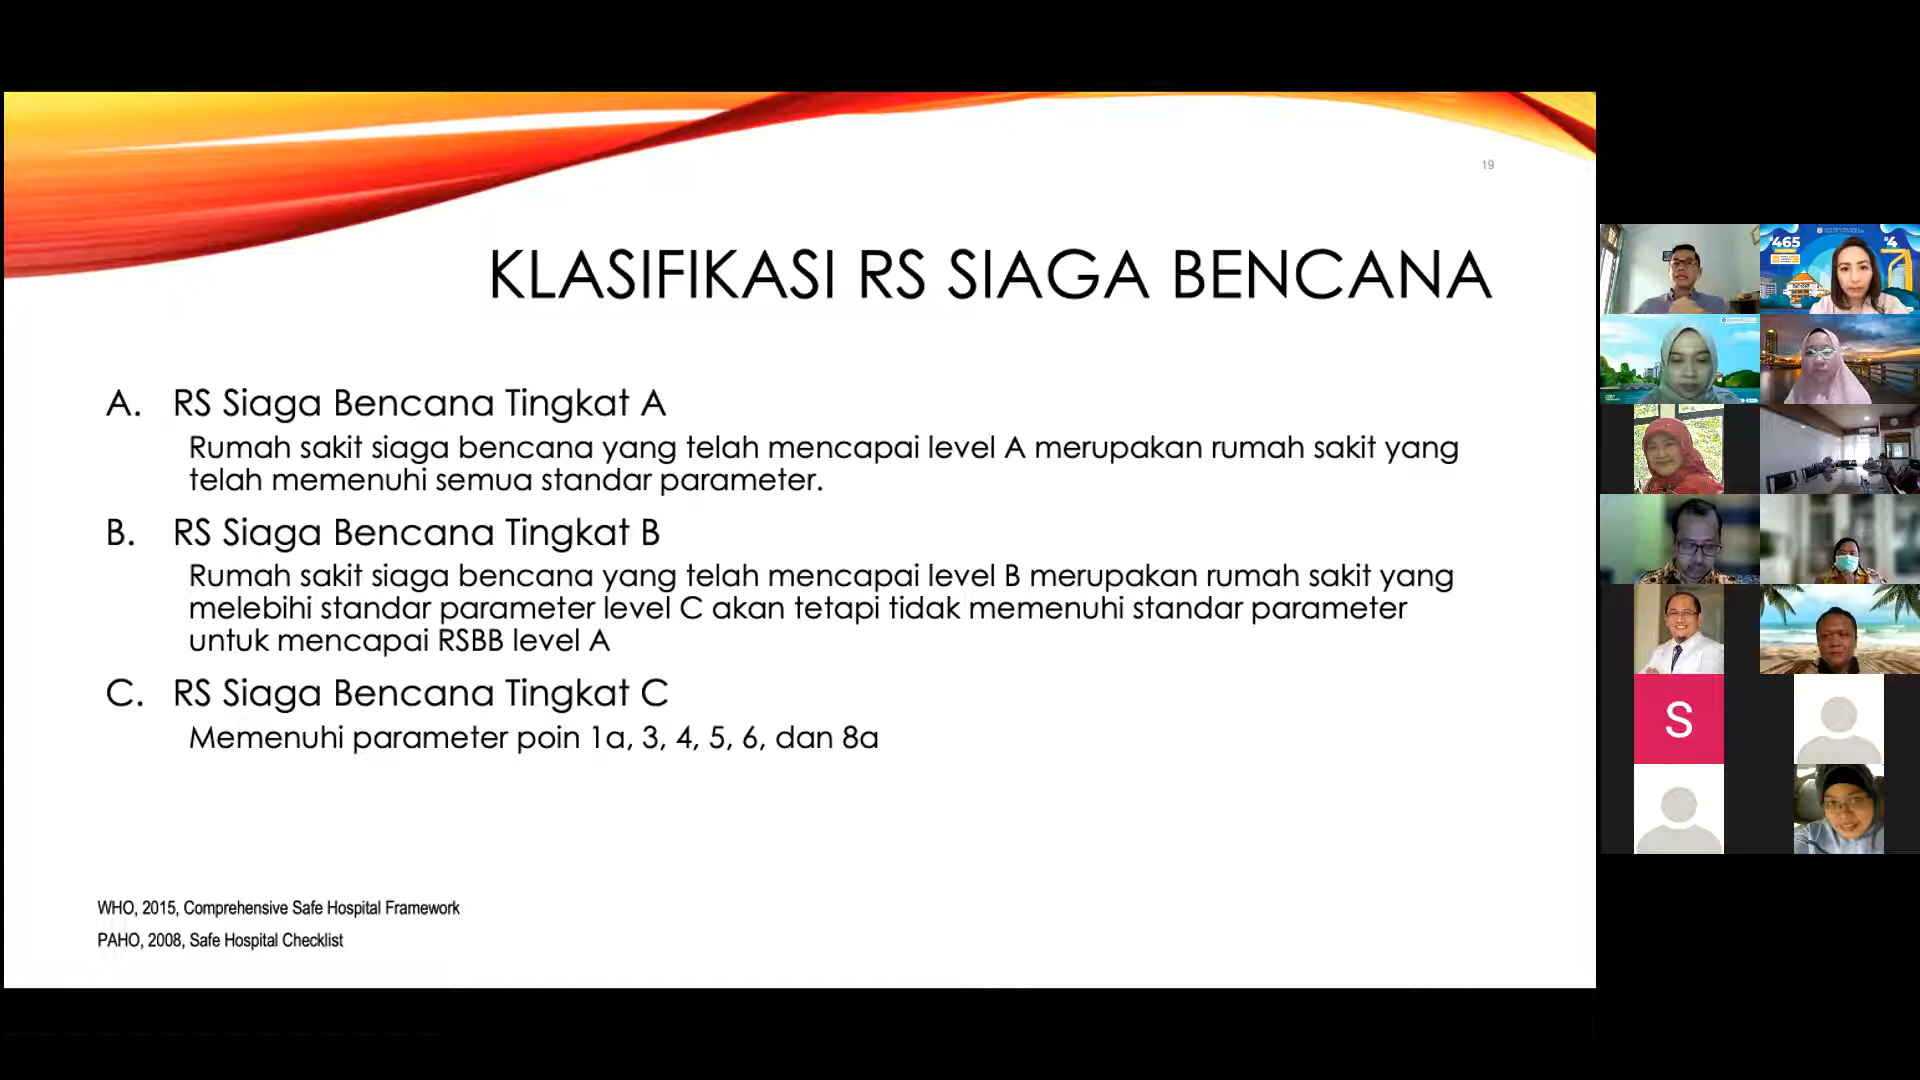 19
KLASIFIKASI RS SIAGA BENCANA
A. RS Siaga Bencana Tingkat A
Rumah sakit siaga bencana yang telah mencapai level A merupakan rumah sakit yang
telah memenuhi semua standar parameter.
B. RS Siaga Bencana Tingkat B
Rumah sakit siaga bencana yang telah mencapai level B merupakan rumah sakit yang
melebihi standar parameter level C akan tetapi tidak memenuhi standar parameter
untuk mencapai RSBB level A
C. RS Siaga Bencana Tingkat C
Memenuhi parameter poin 1a, 3, 4, 5, 6, dan 8a
WHO, 2015, Comprehensive Safe Hospital Framework
PAHO, 2008, Safe Hospital Checklist
465
#4
S